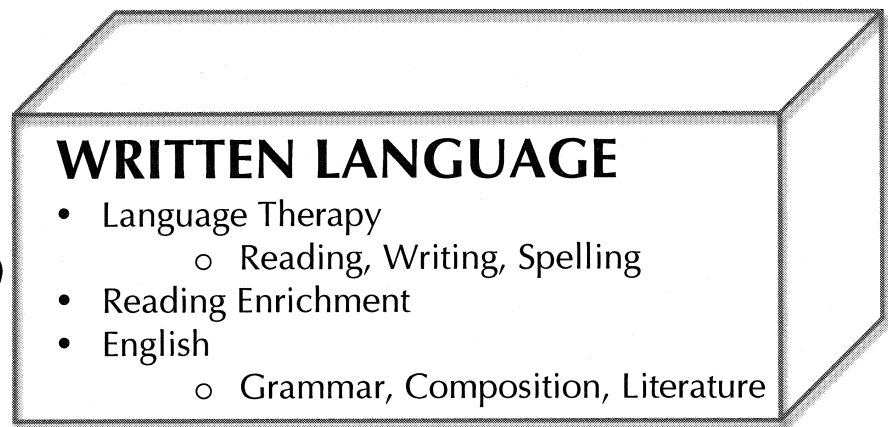 WRITTEN LANGUAGE
• Language Therapy
o Reading, Writing, Spelling
• Reading Enrichment
• English
o Grammar, Composition, Literature